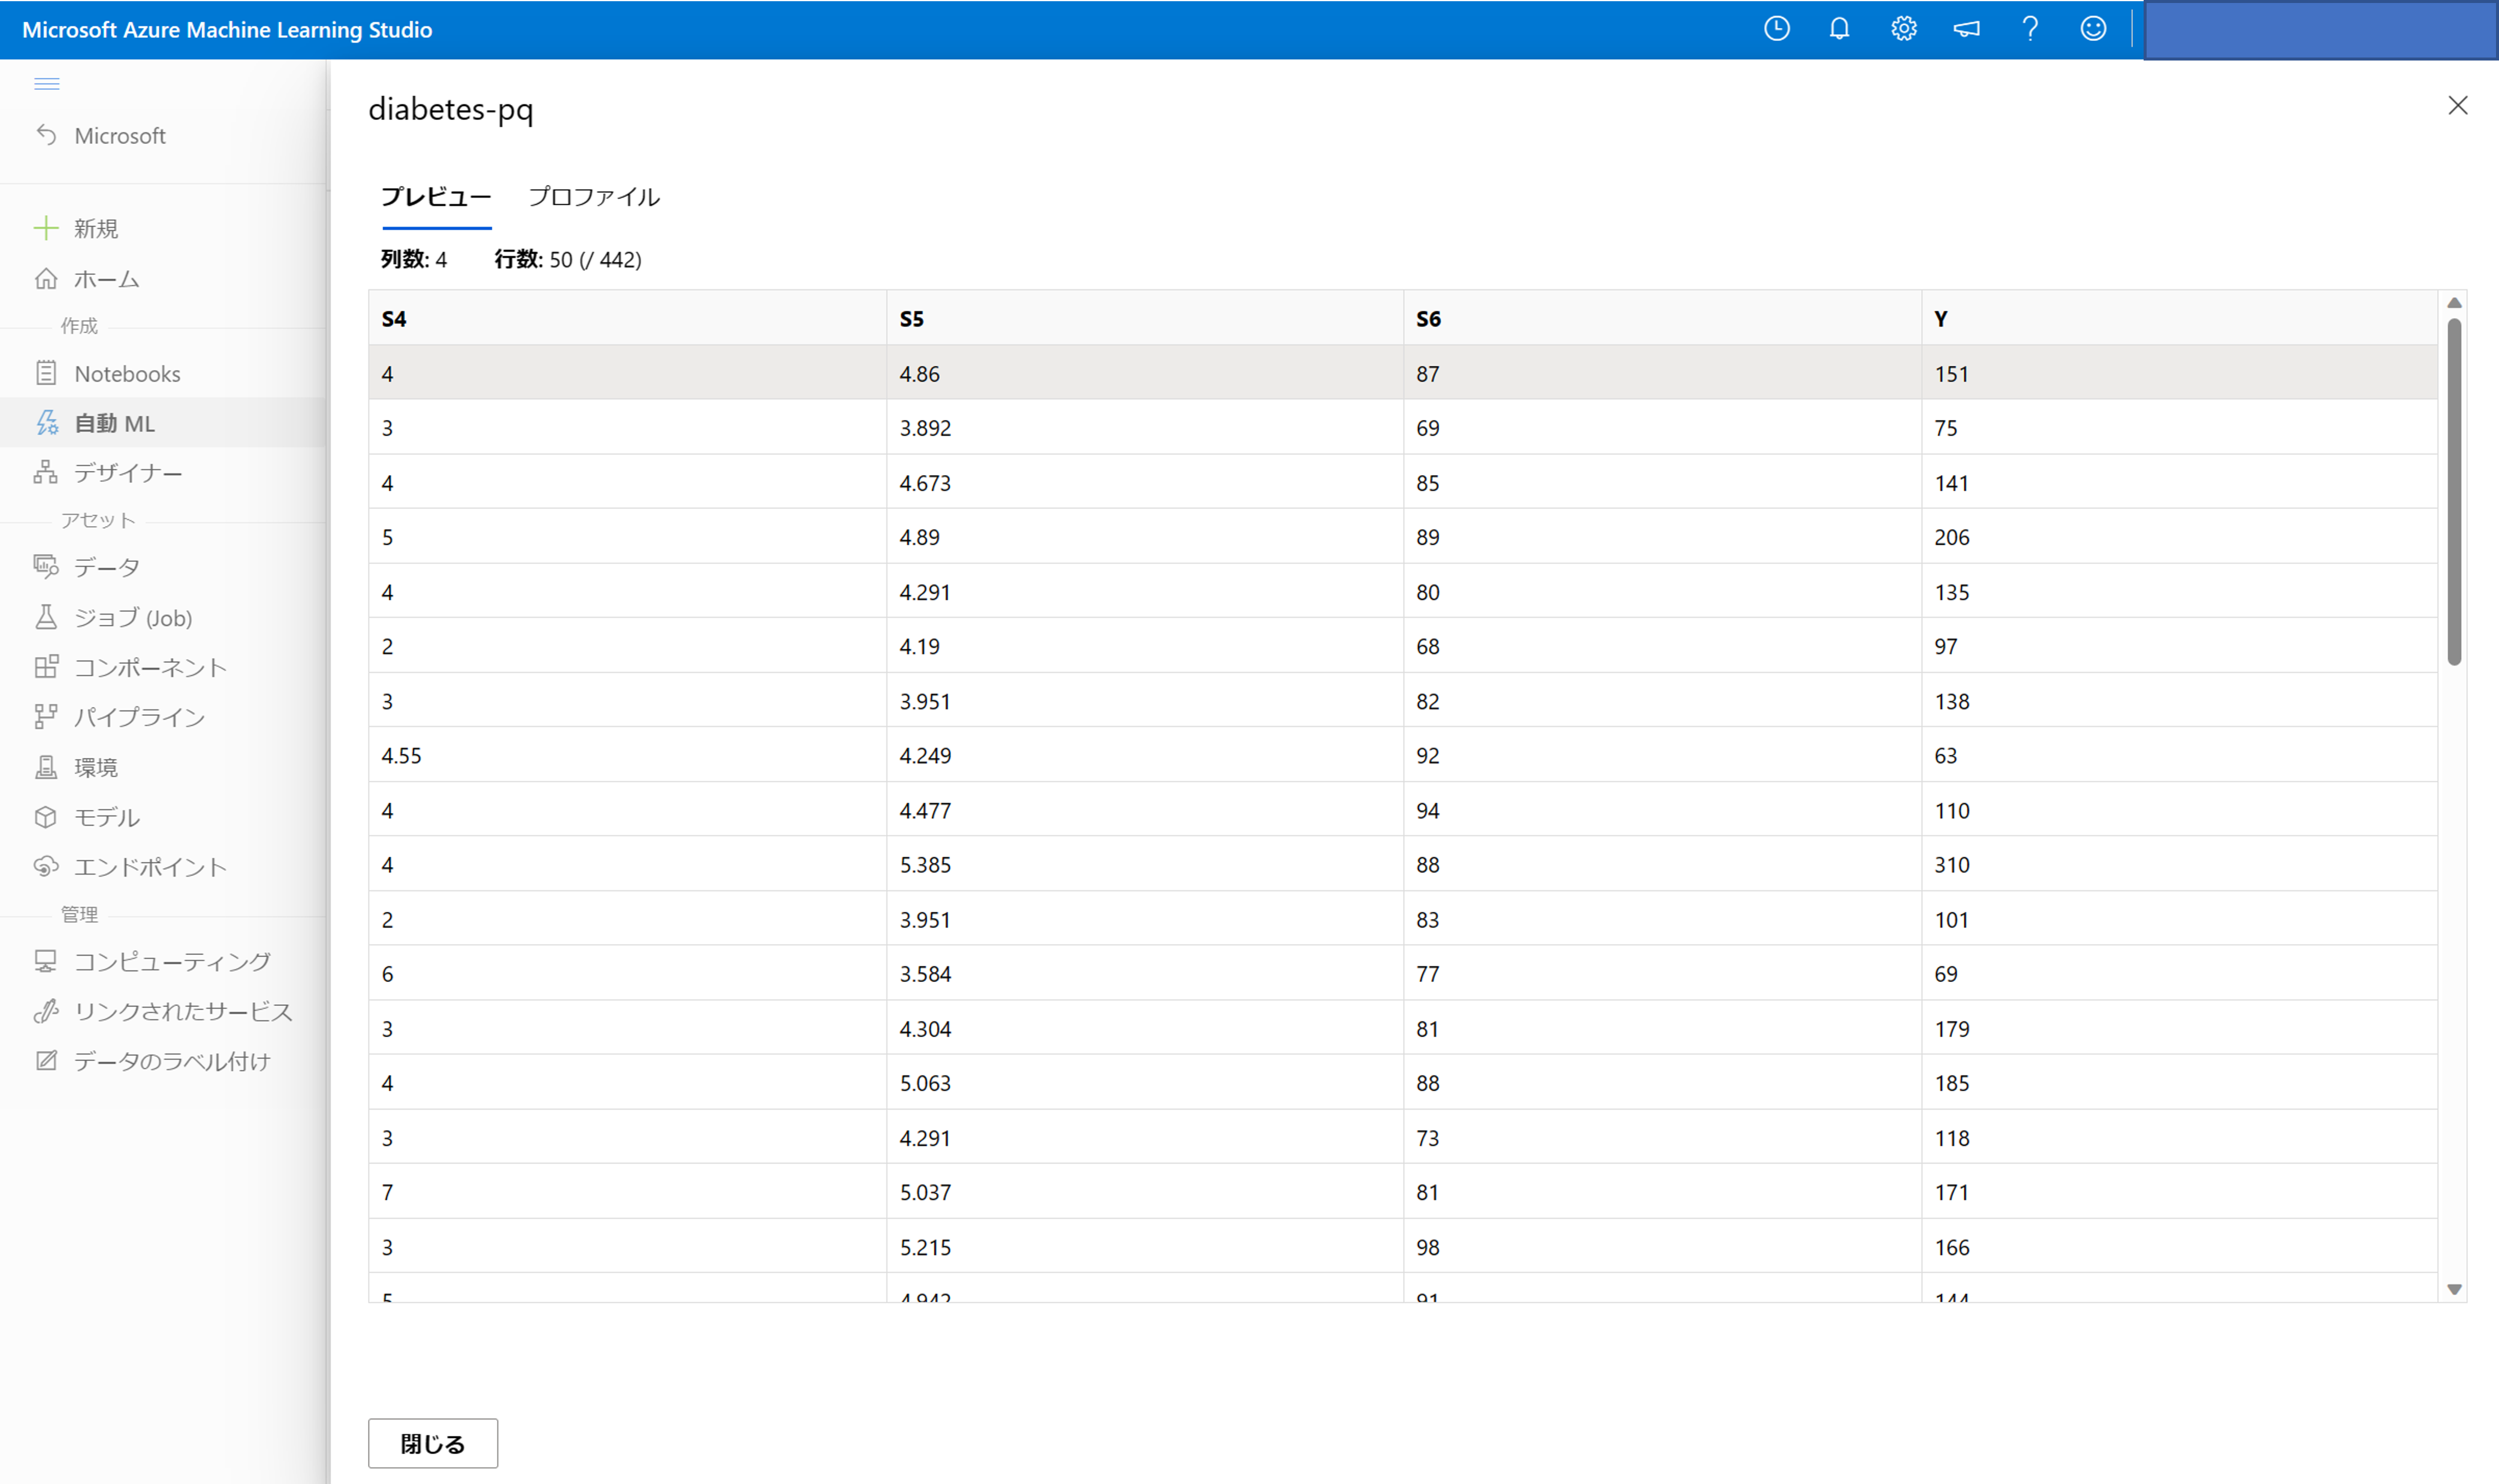 Microsoft Azure Machine Learning Studio
Microsoft
新規
ホーム
作成
Notebooks
自動 ML
デザイナー
アセット
データ
ジョブ (Job)
コンポーネント
パイプライン
環境
モデル
エンドポイント
管理
コンピューティング
リンクされたサービス
データのラベル付け
diabetes-pq
プレビュー プロファイル
列数: 4 行数: 50 (/ 442)
S4 S5 S6 Y
4 4.86 87 151
3 3.892 69 75
4 4.673 85 141
5 4.89 89 206
4 4.291 80 135
2 4.19 68 97
3 3.951 82 138
4.55 4.249 92 63
4 4.477 94 110
4 5.385 88 310
2 3.951 83 101
6 3.584 77 69
3 4.304 81 179
4 5.063 88 185
3 4.291 73 118
7 5.037 81 171
3 5.215 98 166
5 4.942 91 144
閉じる